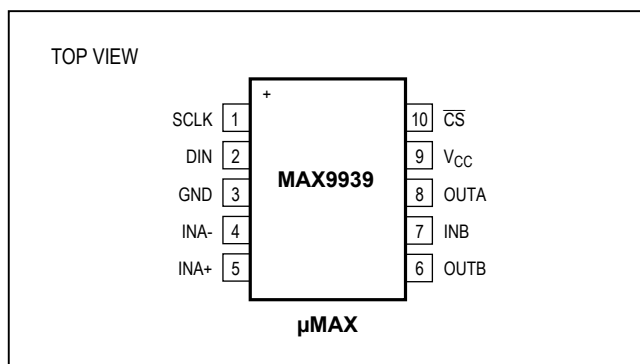 TOP VIEW
+
SCLK 1
DIN 2
GND 3
INA- 4
INA+ 5
MAX9939
10 C̅S̅
9 VCC
8 OUTA
7 INB
6 OUTB
µMAX